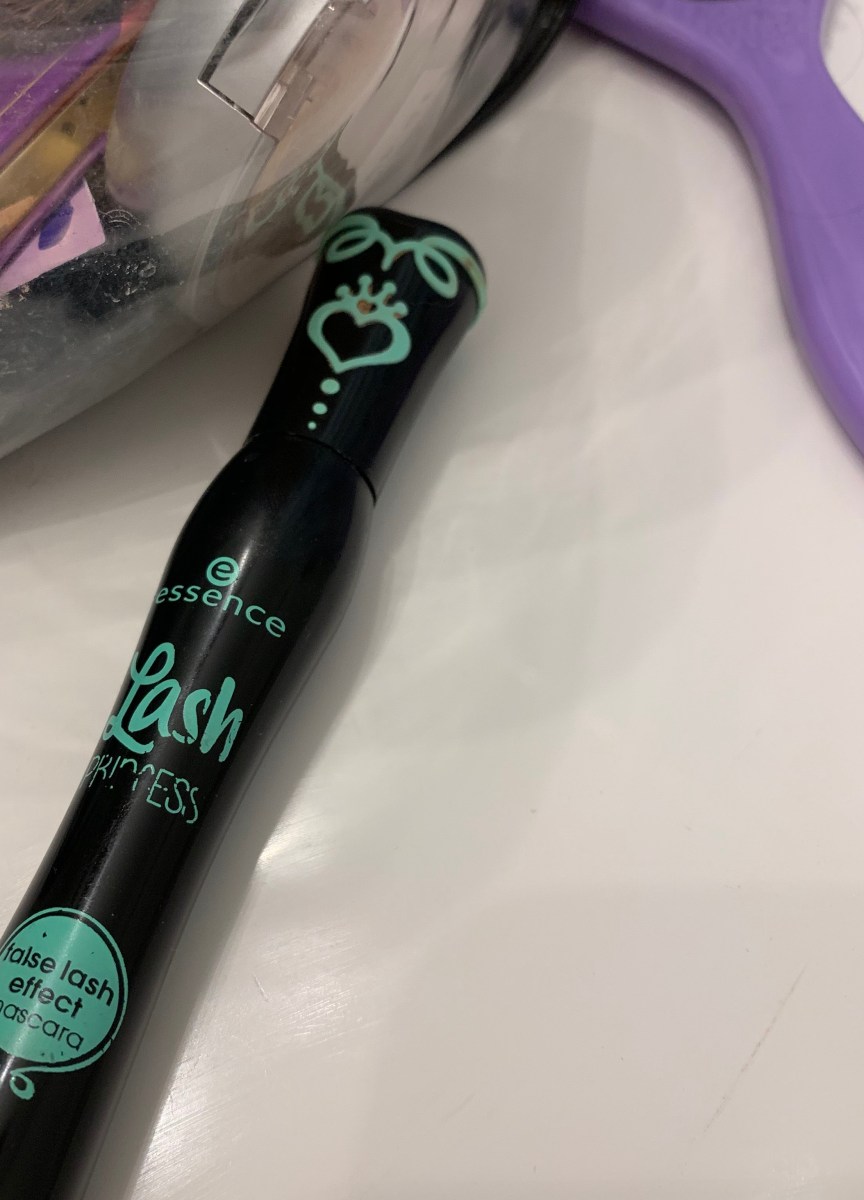 e
essence
Lash
PRINCESS
false lash
effect
mascara